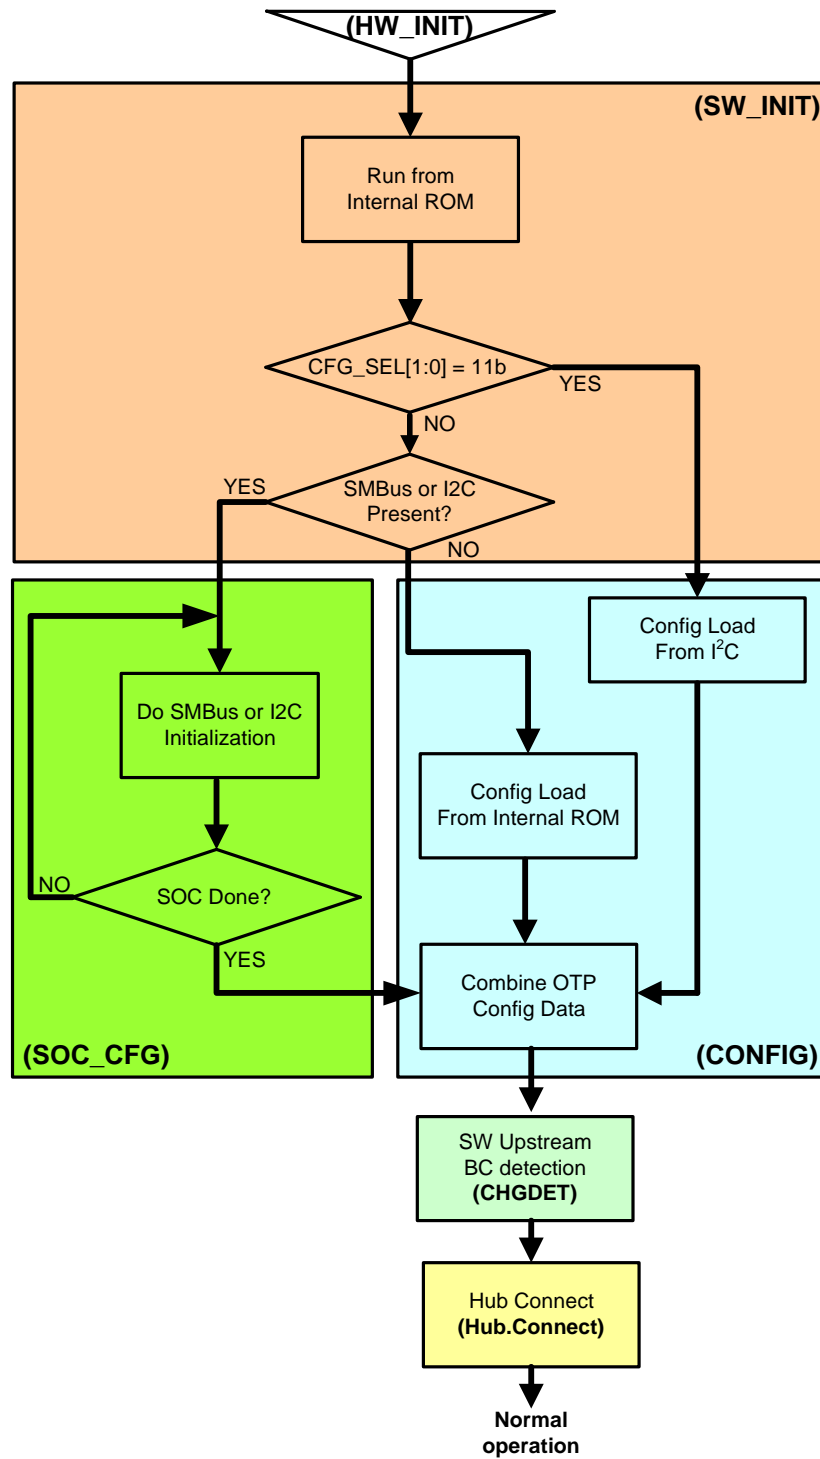 (HW_INIT)
(SW_INIT)
Run from
Internal ROM
CFG_SEL[1:0] = 11b
YES
NO
YES
SMBus or I2C
Present?
NO
Config Load
From I²C
Do SMBus or I2C
Initialization
Config Load
From Internal ROM
NO
SOC Done?
YES
Combine OTP
Config Data
(SOC_CFG)
(CONFIG)
SW Upstream
BC detection
(CHGDET)
Hub Connect
(Hub.Connect)
Normal
operation